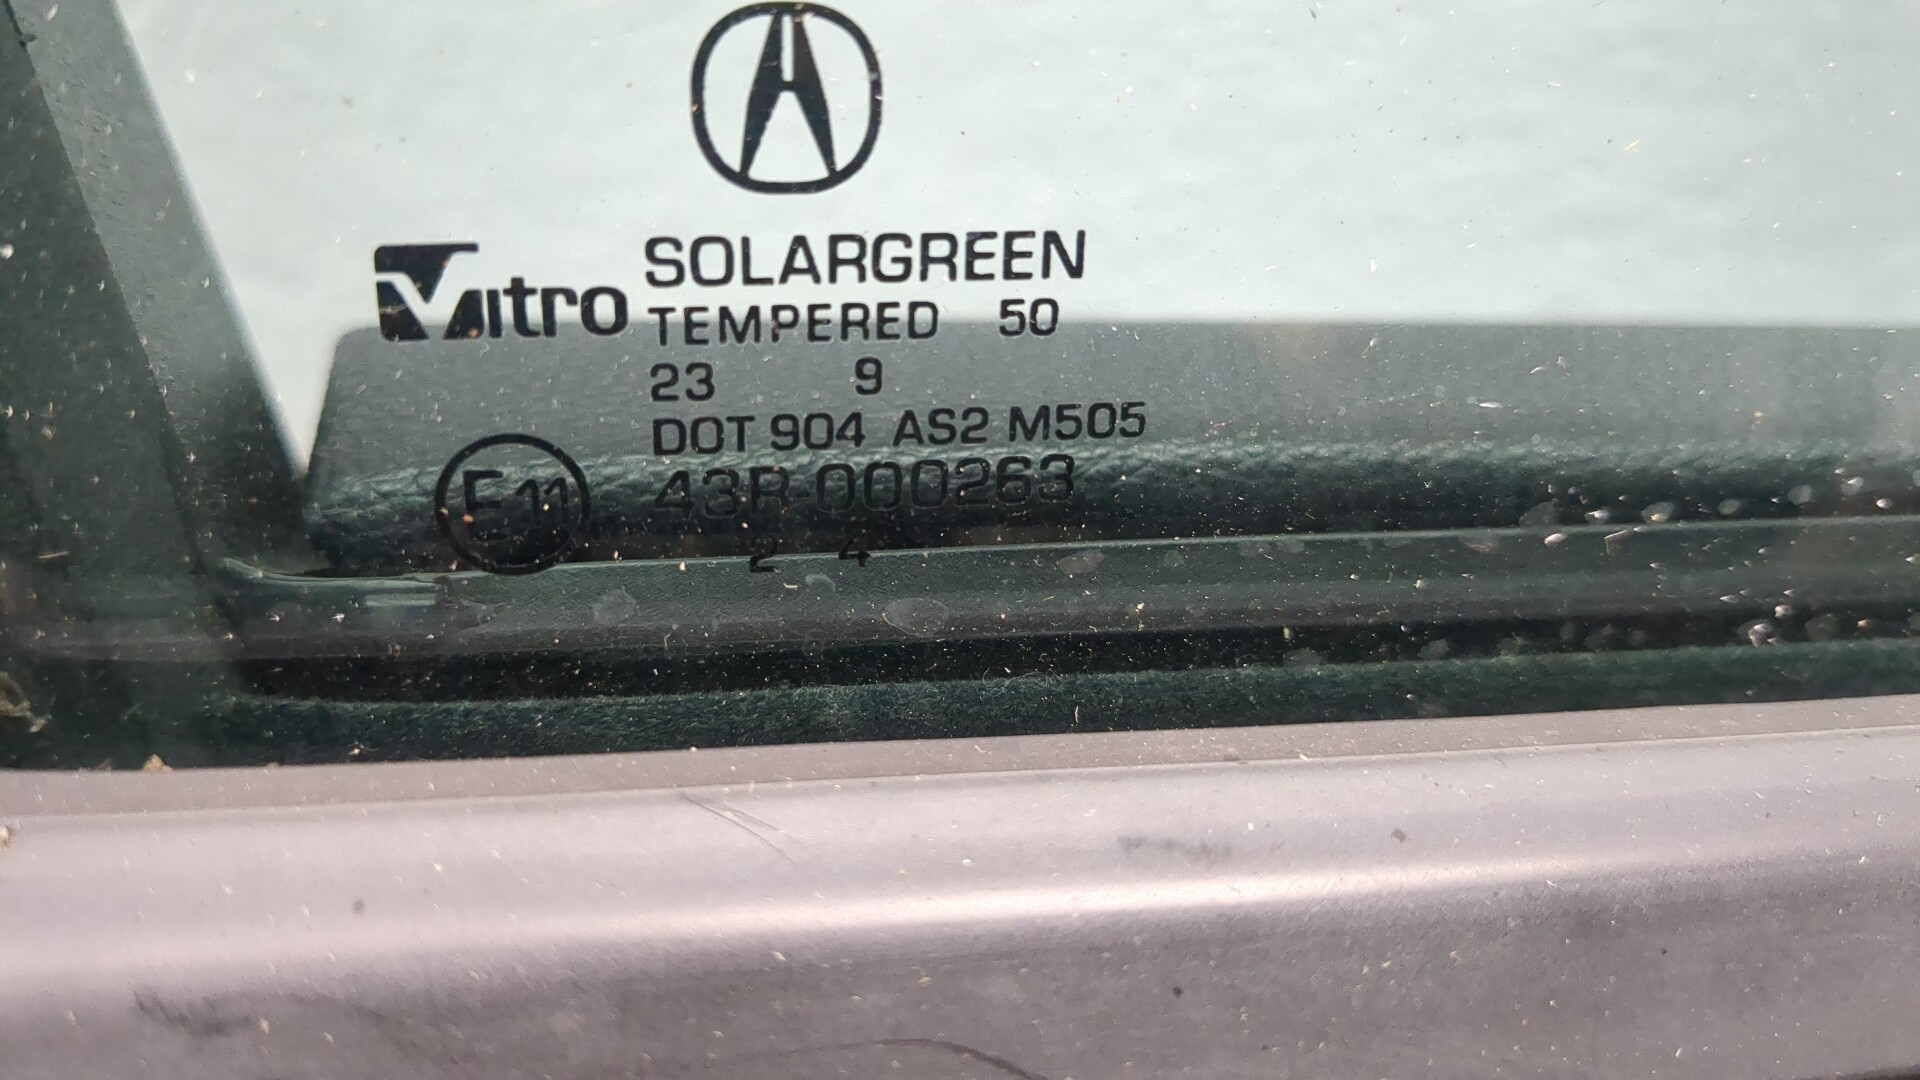 Vitro SOLARGREEN
TEMPERED 50
23 9
DOT 904 AS2 M505
E11 43R-000263
2 4